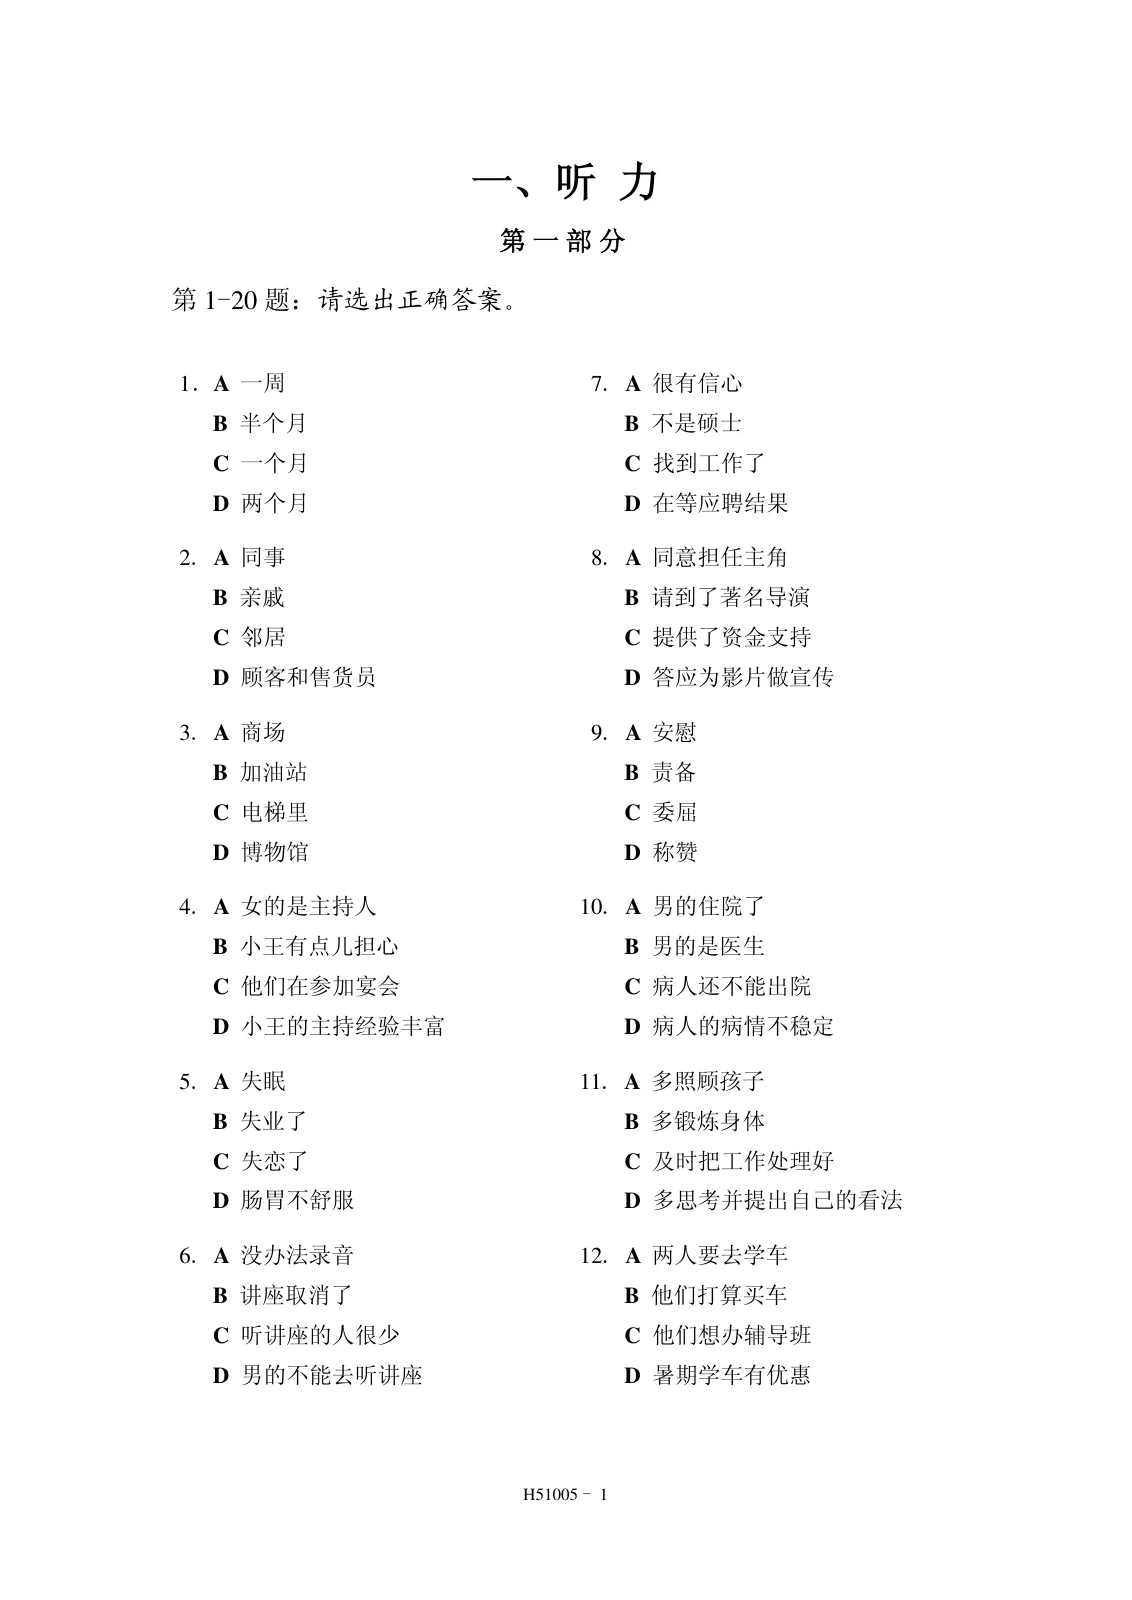 一、听 力
第 一 部 分
第 1-20 题：请选出正确答案。
1. A 一周
B 半个月
C 一个月
D 两个月
2. A 同事
B 亲戚
C 邻居
D 顾客和售货员
3. A 商场
B 加油站
C 电梯里
D 博物馆
4. A 女的是主持人
B 小王有点儿担心
C 他们在参加宴会
D 小王的主持经验丰富
5. A 失眠
B 失业了
C 失恋了
D 肠胃不舒服
6. A 没办法录音
B 讲座取消了
C 听讲座的人很少
D 男的不能去听讲座
7. A 很有信心
B 不是硕士
C 找到工作了
D 在等应聘结果
8. A 同意担任主角
B 请到了著名导演
C 提供了资金支持
D 答应为影片做宣传
9. A 安慰
B 责备
C 委屈
D 称赞
10. A 男的住院了
B 男的是医生
C 病人还不能出院
D 病人的病情不稳定
11. A 多照顾孩子
B 多锻炼身体
C 及时把工作处理好
D 多思考并提出自己的看法
12. A 两人要去学车
B 他们打算买车
C 他们想办辅导班
D 暑期学车有优惠
H51005 - 1